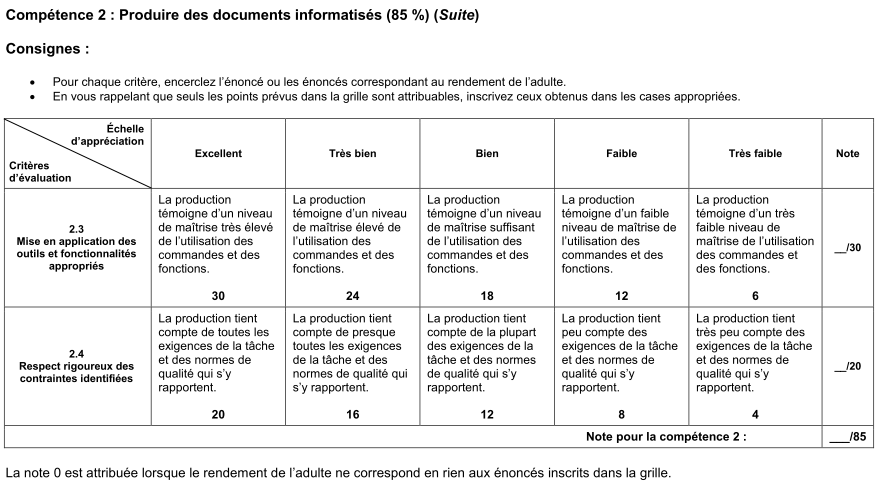 Compétence 2 : Produire des documents informatisés (85 %) (Suite)
Consignes :
• Pour chaque critère, encerclez l’énoncé ou les énoncés correspondant au rendement de l’adulte.
• En vous rappelant que seuls les points prévus dans la grille sont attribuables, inscrivez ceux obtenus dans les cases appropriées.
Échelle
d’appréciation
Critères
d’évaluation
Excellent
Très bien
Bien
Faible
Très faible
Note
2.3
Mise en application des
outils et fonctionnalités
appropriés
La production
témoigne d’un niveau
de maîtrise très élevé
de l’utilisation des
commandes et des
fonctions.
30
La production
témoigne d’un niveau
de maîtrise élevé de
l’utilisation des
commandes et des
fonctions.
24
La production
témoigne d’un niveau
de maîtrise suffisant
de l’utilisation des
commandes et des
fonctions.
18
La production
témoigne d’un faible
niveau de maîtrise de
l’utilisation des
commandes et des
fonctions.
12
La production
témoigne d’un très
faible niveau de
maîtrise de l’utilisation
des commandes et
des fonctions.
6
__/30
2.4
Respect rigoureux des
contraintes identifiées
La production tient
compte de toutes les
exigences de la tâche
et des normes de
qualité qui s’y
rapportent.
20
La production tient
compte de presque
toutes les exigences
de la tâche et des
normes de qualité qui
s’y rapportent.
16
La production tient
compte de la plupart
des exigences de la
tâche et des normes
de qualité qui s’y
rapportent.
12
La production tient
peu compte des
exigences de la tâche
et des normes de
qualité qui s’y
rapportent.
8
La production tient
très peu compte des
exigences de la tâche
et des normes de
qualité qui s’y
rapportent.
4
__/20
Note pour la compétence 2 :
___/85
La note 0 est attribuée lorsque le rendement de l’adulte ne correspond en rien aux énoncés inscrits dans la grille.